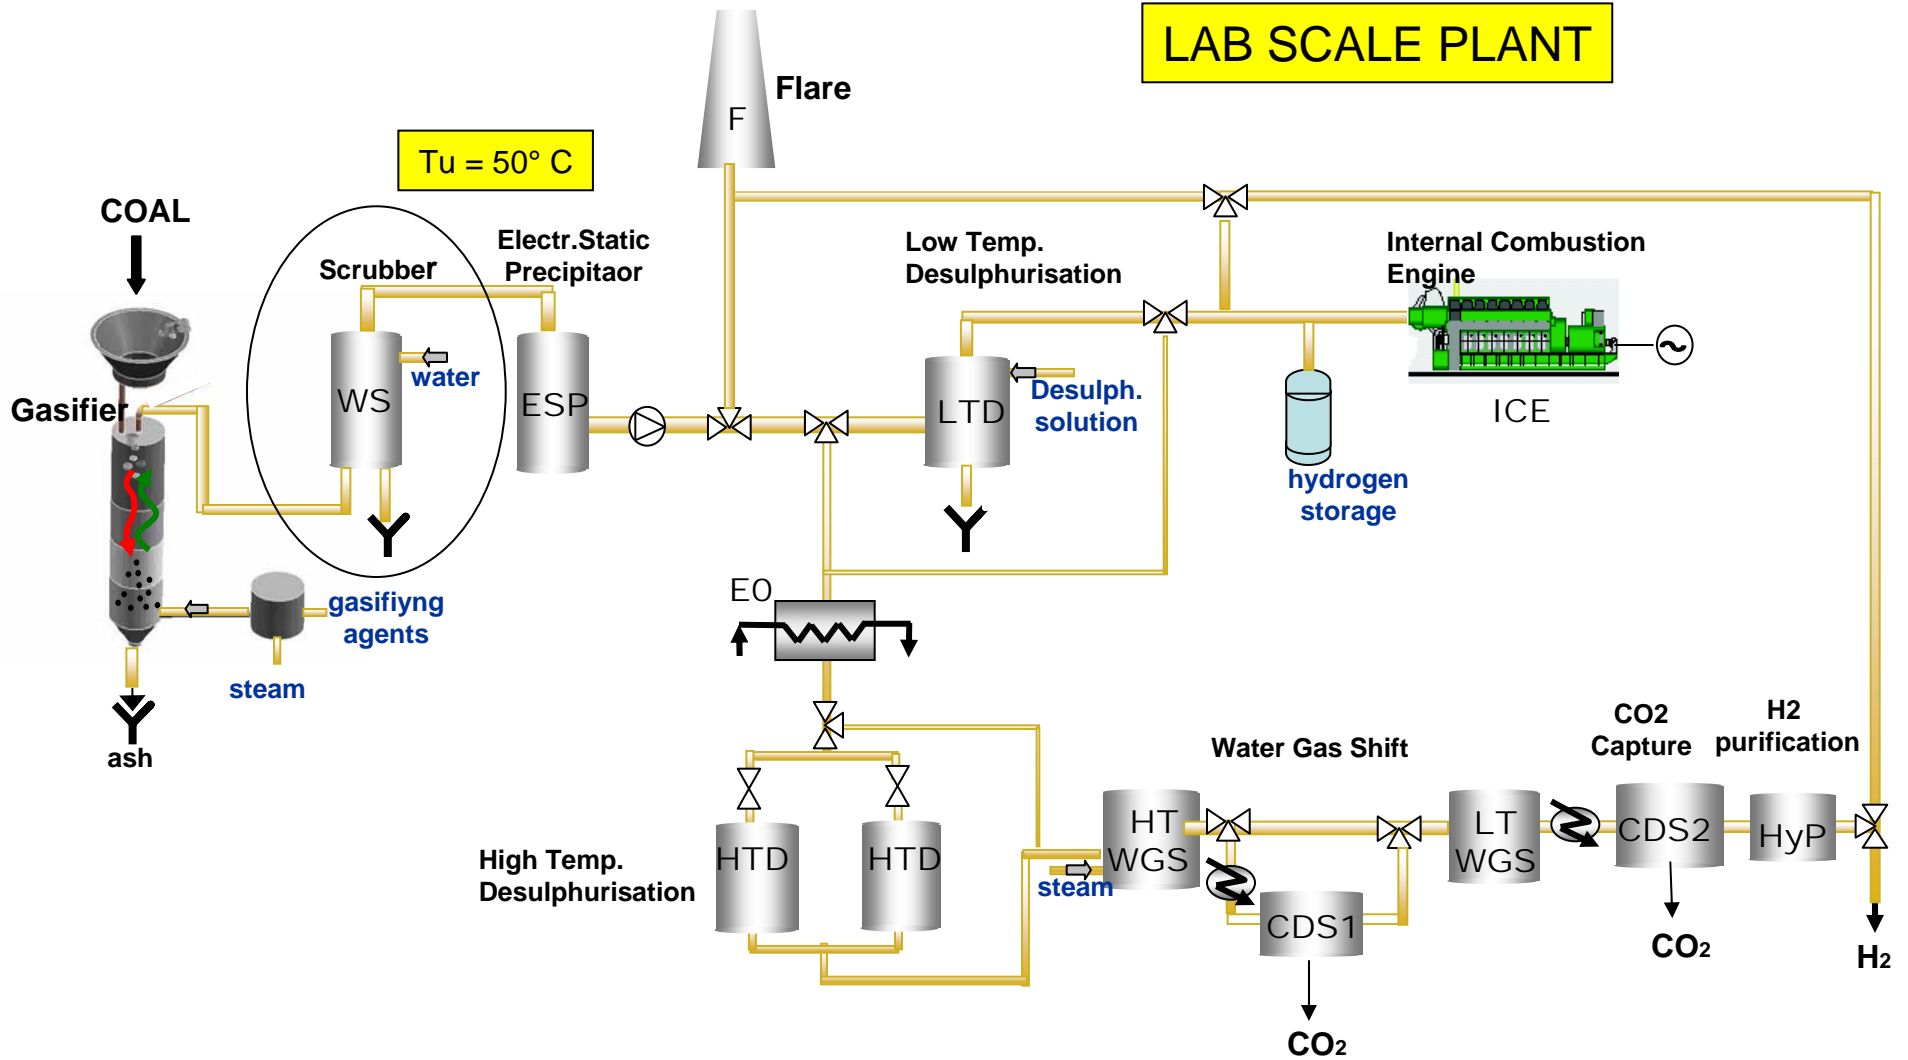 LAB SCALE PLANT
Flare
F
Tu = 50° C
COAL
Scrubber
Electr.Static
Precipitaor
Low Temp.
Desulphurisation
Internal Combustion
Engine
Gasifier
WS
water
ESP
LTD
Desulph.
solution
ICE
hydrogen
storage
E0
gasifiyng
agents
steam
ash
High Temp.
Desulphurisation
HTD
HTD
Water Gas Shift
CO2
Capture
H2
purification
HT
WGS
steam
LT
WGS
CDS2
HyP
CDS1
CO2
CO2
H2